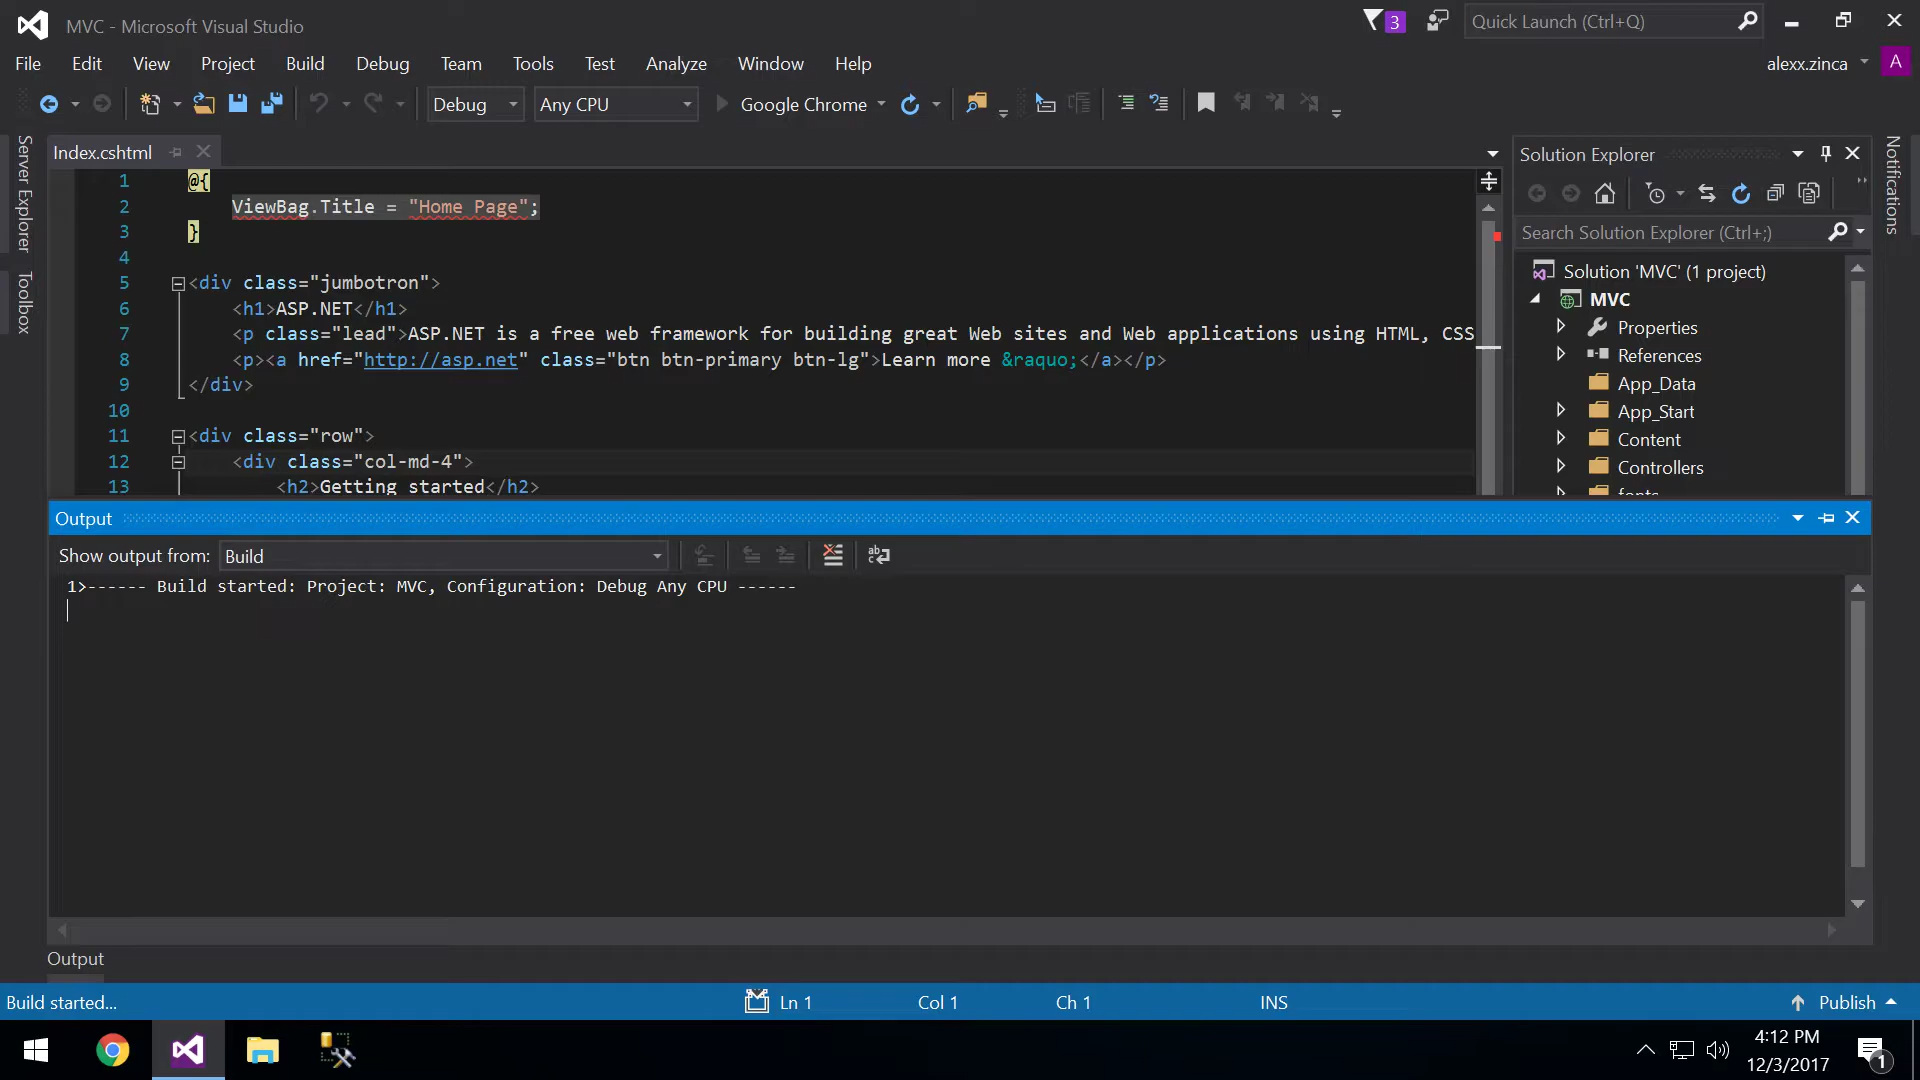 MVC - Microsoft Visual Studio
3
Quick Launch (Ctrl+Q)
File Edit View Project Build Debug Team Tools Test Analyze Window Help
alexx.zinca A
Debug Any CPU Google Chrome
Server Explorer
Toolbox
Index.cshtml
1 @{
2 ViewBag.Title = "Home Page";
3 }
4
5 <div class="jumbotron">
6 <h1>ASP.NET</h1>
7 <p class="lead">ASP.NET is a free web framework for building great Web sites and Web applications using HTML, CSS
8 <p><a href="http://asp.net" class="btn btn-primary btn-lg">Learn more &raquo;</a></p>
9 </div>
10
11 <div class="row">
12 <div class="col-md-4">
13 <h2>Getting started</h2>
Solution Explorer
Search Solution Explorer (Ctrl+;)
Solution 'MVC' (1 project)
MVC
Properties
References
App_Data
App_Start
Content
Controllers
fonts
Notifications
Output
Show output from: Build
1>------ Build started: Project: MVC, Configuration: Debug Any CPU ------
Output
Build started... Ln 1 Col 1 Ch 1 INS Publish
4:12 PM
12/3/2017
1